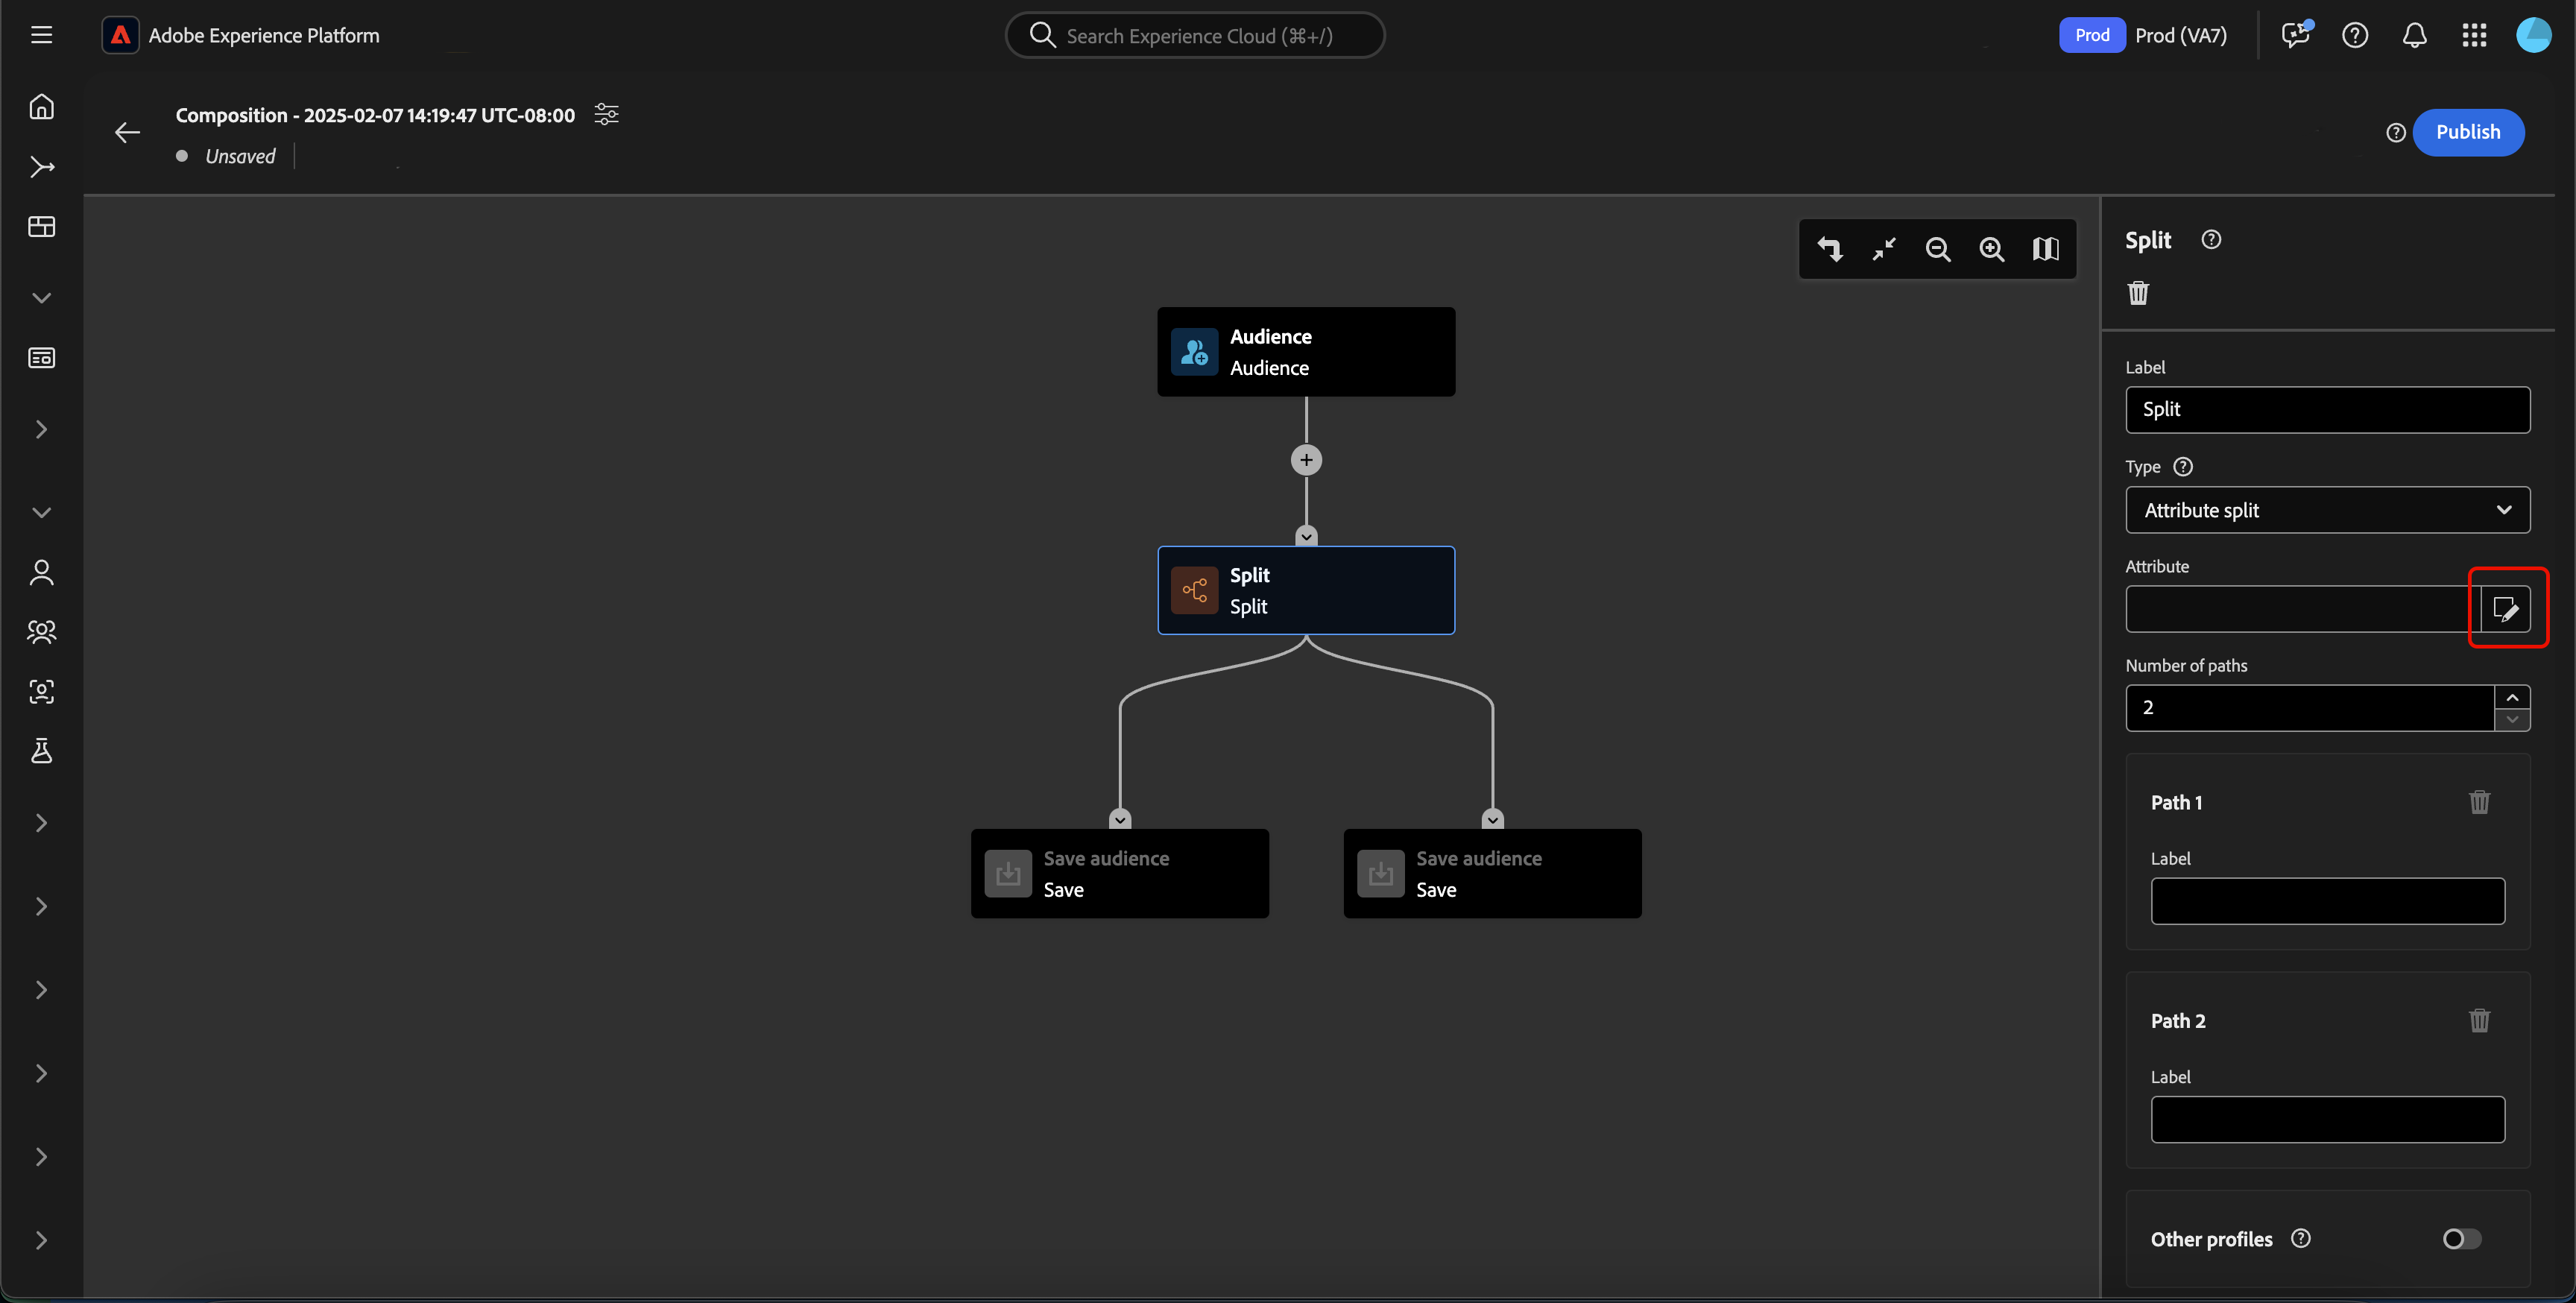 Adobe Experience Platform
Search Experience Cloud (⌘+/)
Prod
Prod (VA7)
Composition - 2025-02-07 14:19:47 UTC-08:00
Unsaved
Publish
Audience
Audience
Split
Split
Save audience
Save
Save audience
Save
Split
Label
Split
Type
Attribute split
Attribute
Number of paths
2
Path 1
Label
Path 2
Label
Other profiles